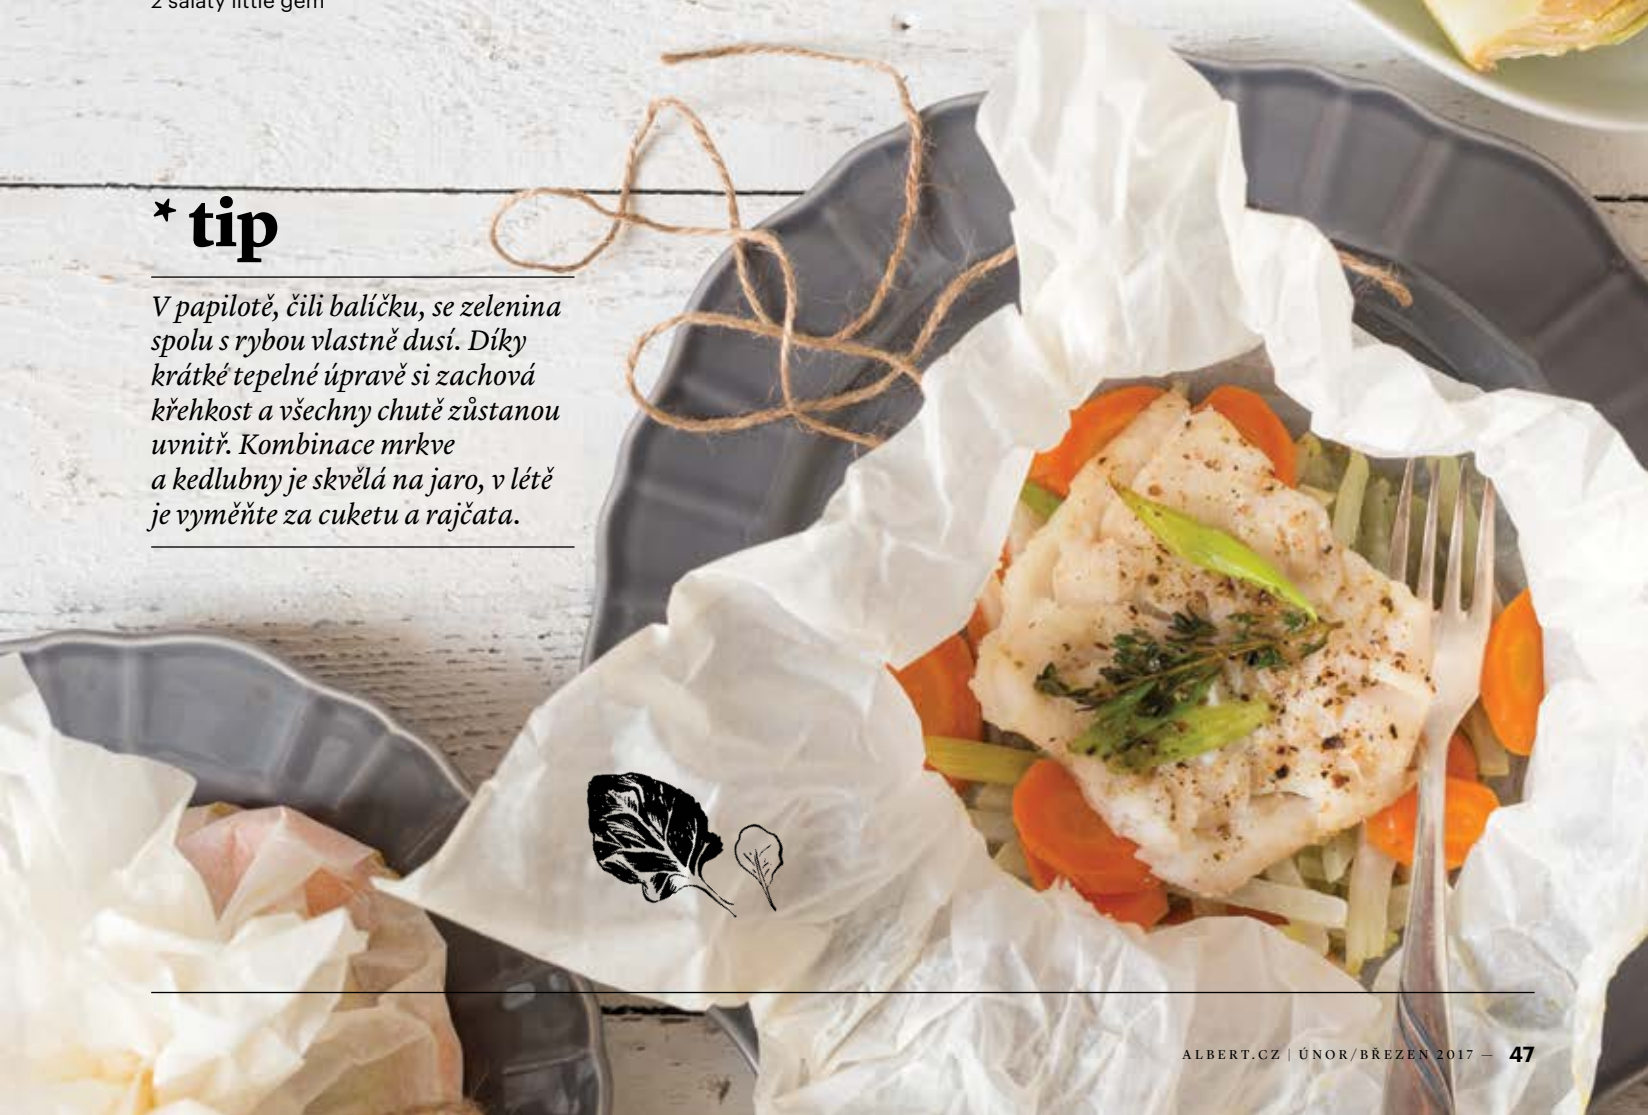 2 saláty little gem
* tip
V papilotě, čili balíčku, se zelenina
spolu s rybou vlastně dusí. Díky
krátké tepelné úpravě si zachová
křehkost a všechny chutě zůstanou
uvnitř. Kombinace mrkve
a kedlubny je skvělá na jaro, v létě
je vyměňte za cuketu a rajčata.
ALBERT.CZ | ÚNOR/BŘEZEN 2017 — 47